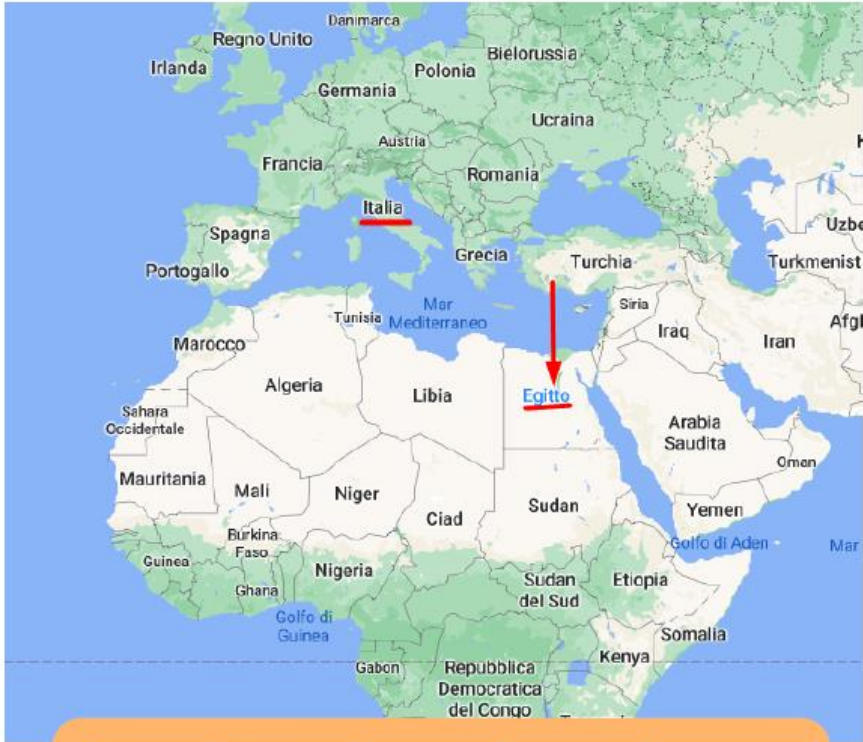 Danimarca
Regno Unito
Irlanda
Bielorussia
Polonia
Germania
Ucraina
Austria
Francia
Romania
Italia
Spagna
Grecia
Turchia
Portogallo
Uzbe
Turkmenist
Mar
Mediterraneo
Siria
Tunisia
Iraq
Iran
Afgl
Marocco
Algeria
Libia
Egitto
Sahara
Occidentale
Arabia
Saudita
Oman
Mauritania
Mali
Niger
Ciad
Sudan
Yemen
Burkina
Faso
Golfo di Aden
Mar
Guinea
Nigeria
Ghana
Sudan
del Sud
Etiopia
Golfo di
Guinea
Somalia
Kenya
Gabon
Repubblica
Democratica
del Congo